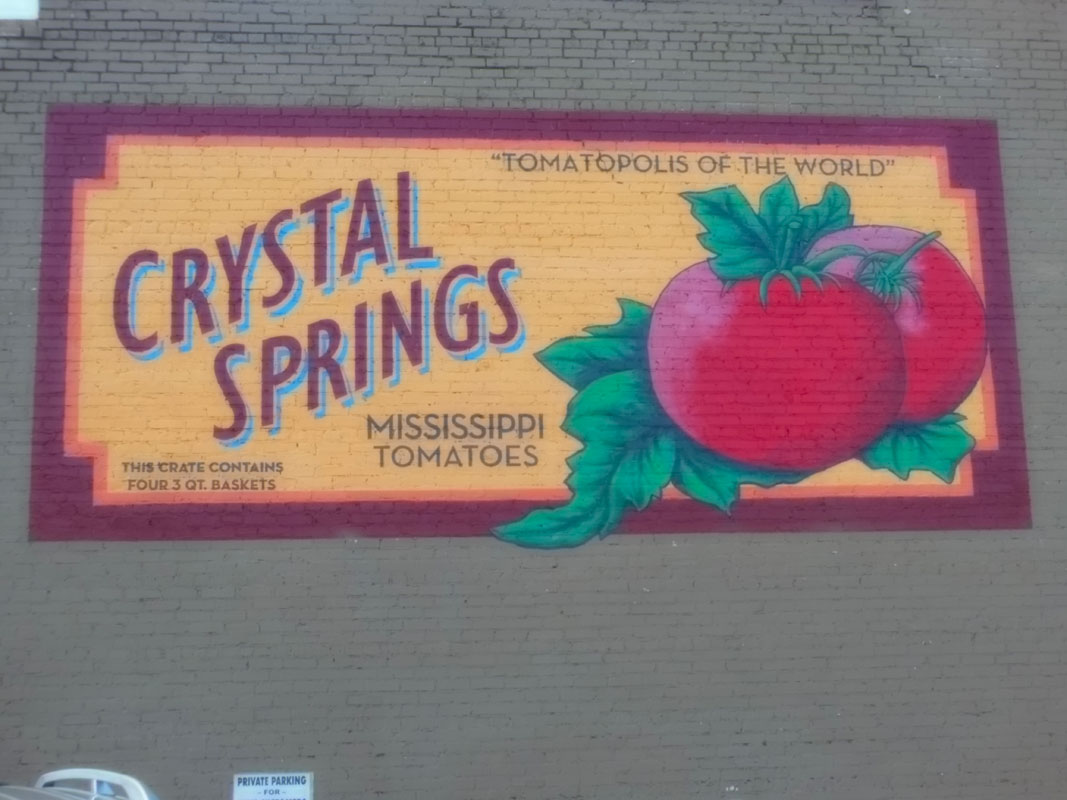 "TOMATOPOLIS OF THE WORLD"
CRYSTAL
SPRINGS
MISSISSIPPI
TOMATOES
THIS CRATE CONTAINS
FOUR 3 QT. BASKETS
PRIVATE PARKING
- FOR -